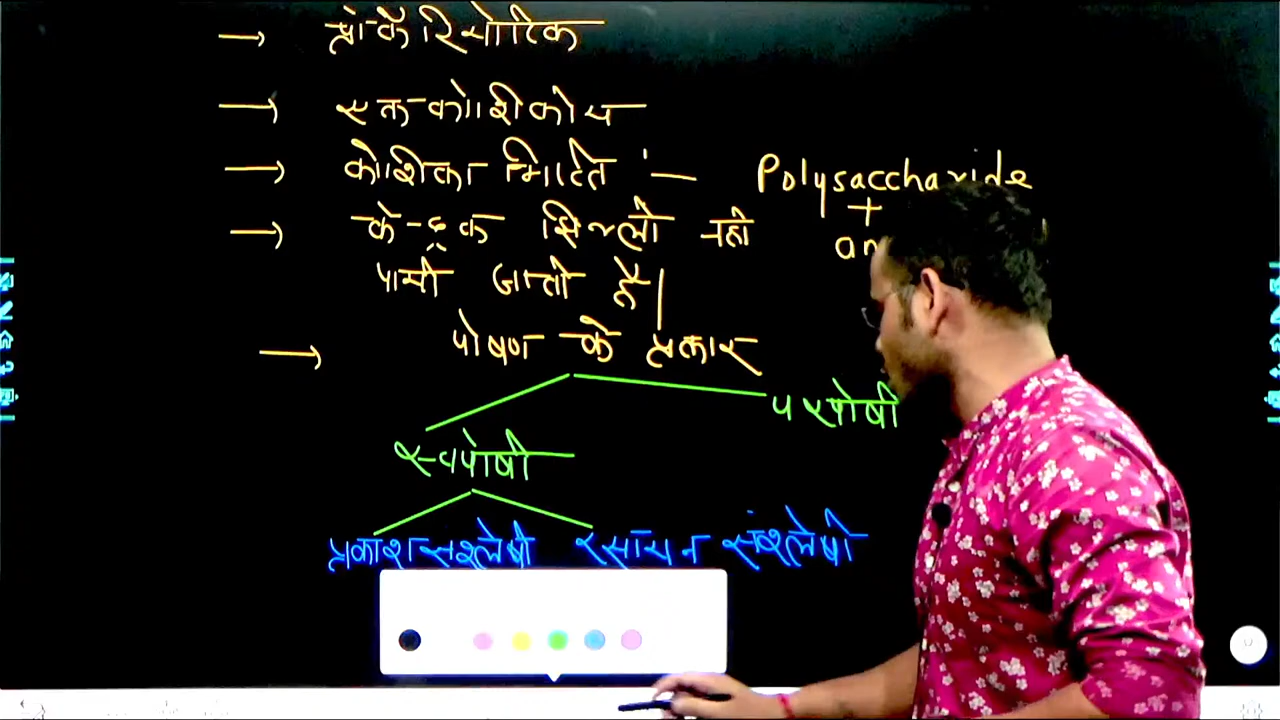 → प्रोकैरियोटिक
→ एककोशिकीय
→ कोशिका भित्ति :- Polysaccharide
+
→ केन्द्रक झिल्ली नहीं
पायी जाती है।
→ पोषण के प्रकार
परपोषी
स्वपोषी
प्रकाश संश्लेषी रसायन संश्लेषी